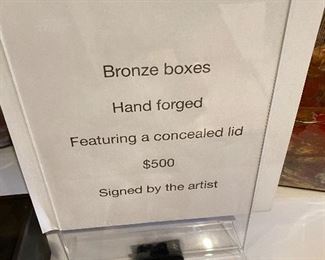 Bronze boxes
Hand forged
Featuring a concealed lid
$500
Signed by the artist